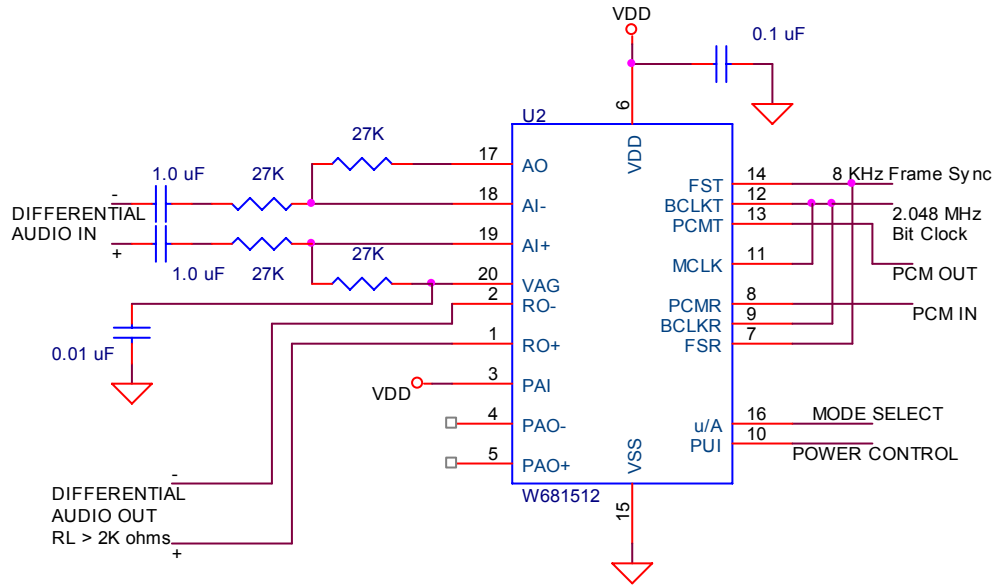 VDD
0.1 uF
6
U2
VDD
27K
17
AO
1.0 uF
27K
18
AI-
-
DIFFERENTIAL
AUDIO IN
+
19
AI+
1.0 uF
27K
27K
20
VAG
2
RO-
0.01 uF
1
RO+
VDD
3
PAI
4
PAO-
5
PAO+
-
DIFFERENTIAL
AUDIO OUT
RL > 2K ohms
+
W681512
VSS
15
FST
14
8 KHz Frame Sync
BCLKT
12
PCMT
13
2.048 MHz
Bit Clock
MCLK
11
PCM OUT
PCMR
8
PCM IN
BCLKR
9
FSR
7
u/A
16
MODE SELECT
PUI
10
POWER CONTROL